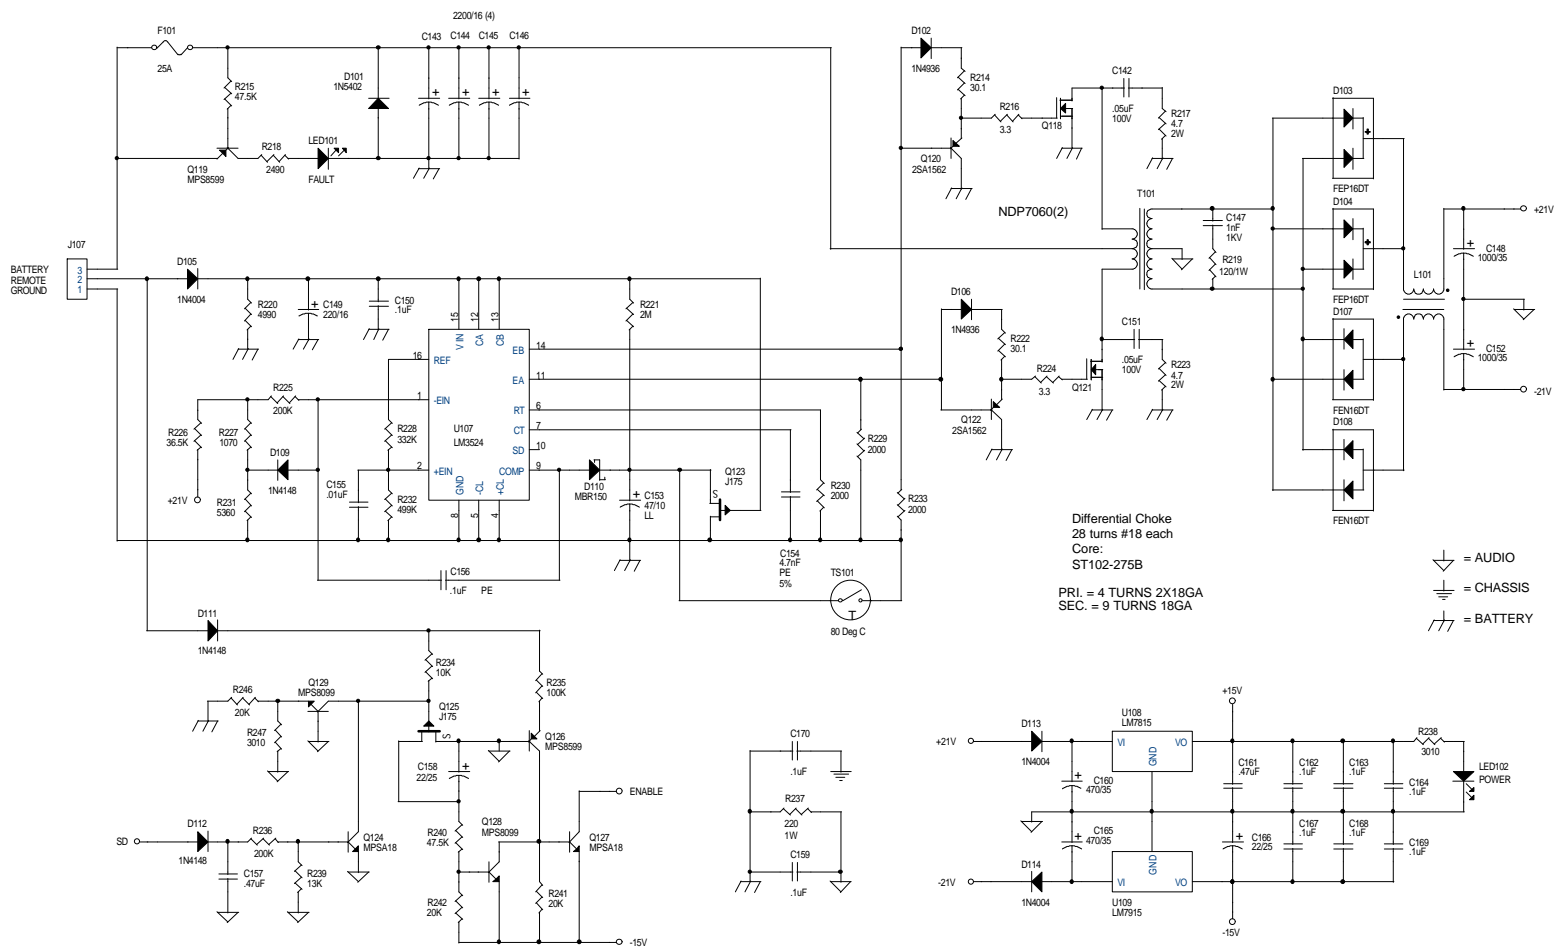 2200/16 (4)
F101
25A
R215
47.5K
D101
1N5402
C143
C144
C145
C146
Q119
MPS8599
R218
2490
LED101
FAULT
D102
1N4936
R214
30.1
R216
3.3
Q118
C142
.05uF
100V
R217
4.7
2W
Q120
2SA1562
NDP7060(2)
T101
C147
1nF
1KV
R219
120/1W
D103
FEP16DT
D104
FEP16DT
D107
FEN16DT
D108
FEN16DT
L101
+21V
C148
1000/35
C152
1000/35
-21V
J107
BATTERY
REMOTE
GROUND
3
2
1
D105
1N4004
R220
4990
C149
220/16
C150
.1uF
R221
2M
15
12
13
V IN
CA
CB
16
REF
EB
14
EA
11
1
-EIN
RT
6
CT
7
SD
10
U107
LM3524
2
+EIN
COMP
9
GND
-CL
+CL
8
5
4
R225
200K
R226
36.5K
R227
1070
R228
332K
D109
1N4148
+21V
R231
5360
C155
.01uF
R232
499K
D110
MBR150
C153
47/10
LL
Q123
J175
S
C156
.1uF
PE
D106
1N4936
R222
30.1
R224
3.3
Q121
C151
.05uF
100V
R223
4.7
2W
Q122
2SA1562
R229
2000
R230
2000
R233
2000
C154
4.7nF
PE
5%
TS101
T
80 Deg C
Differential Choke
28 turns #18 each
Core:
ST102-275B
PRI. = 4 TURNS 2X18GA
SEC. = 9 TURNS 18GA
= AUDIO
= CHASSIS
= BATTERY
D111
1N4148
R234
10K
R235
100K
Q129
MPS8099
R246
20K
R247
3010
Q125
J175
S
Q126
MPS8599
C158
22/25
ENABLE
SD
D112
1N4148
R236
200K
C157
.47uF
R239
13K
Q124
MPSA18
R240
47.5K
Q128
MPS8099
Q127
MPSA18
R242
20K
R241
20K
-15V
C170
.1uF
R237
220
1W
C159
.1uF
+21V
D113
1N4004
U108
LM7815
VI
VO
GND
+15V
R238
3010
LED102
POWER
C160
470/35
C161
.47uF
C162
.1uF
C163
.1uF
C164
.1uF
C165
470/35
C166
22/25
C167
.1uF
C168
.1uF
C169
.1uF
-21V
D114
1N4004
GND
VI
VO
U109
LM7915
-15V